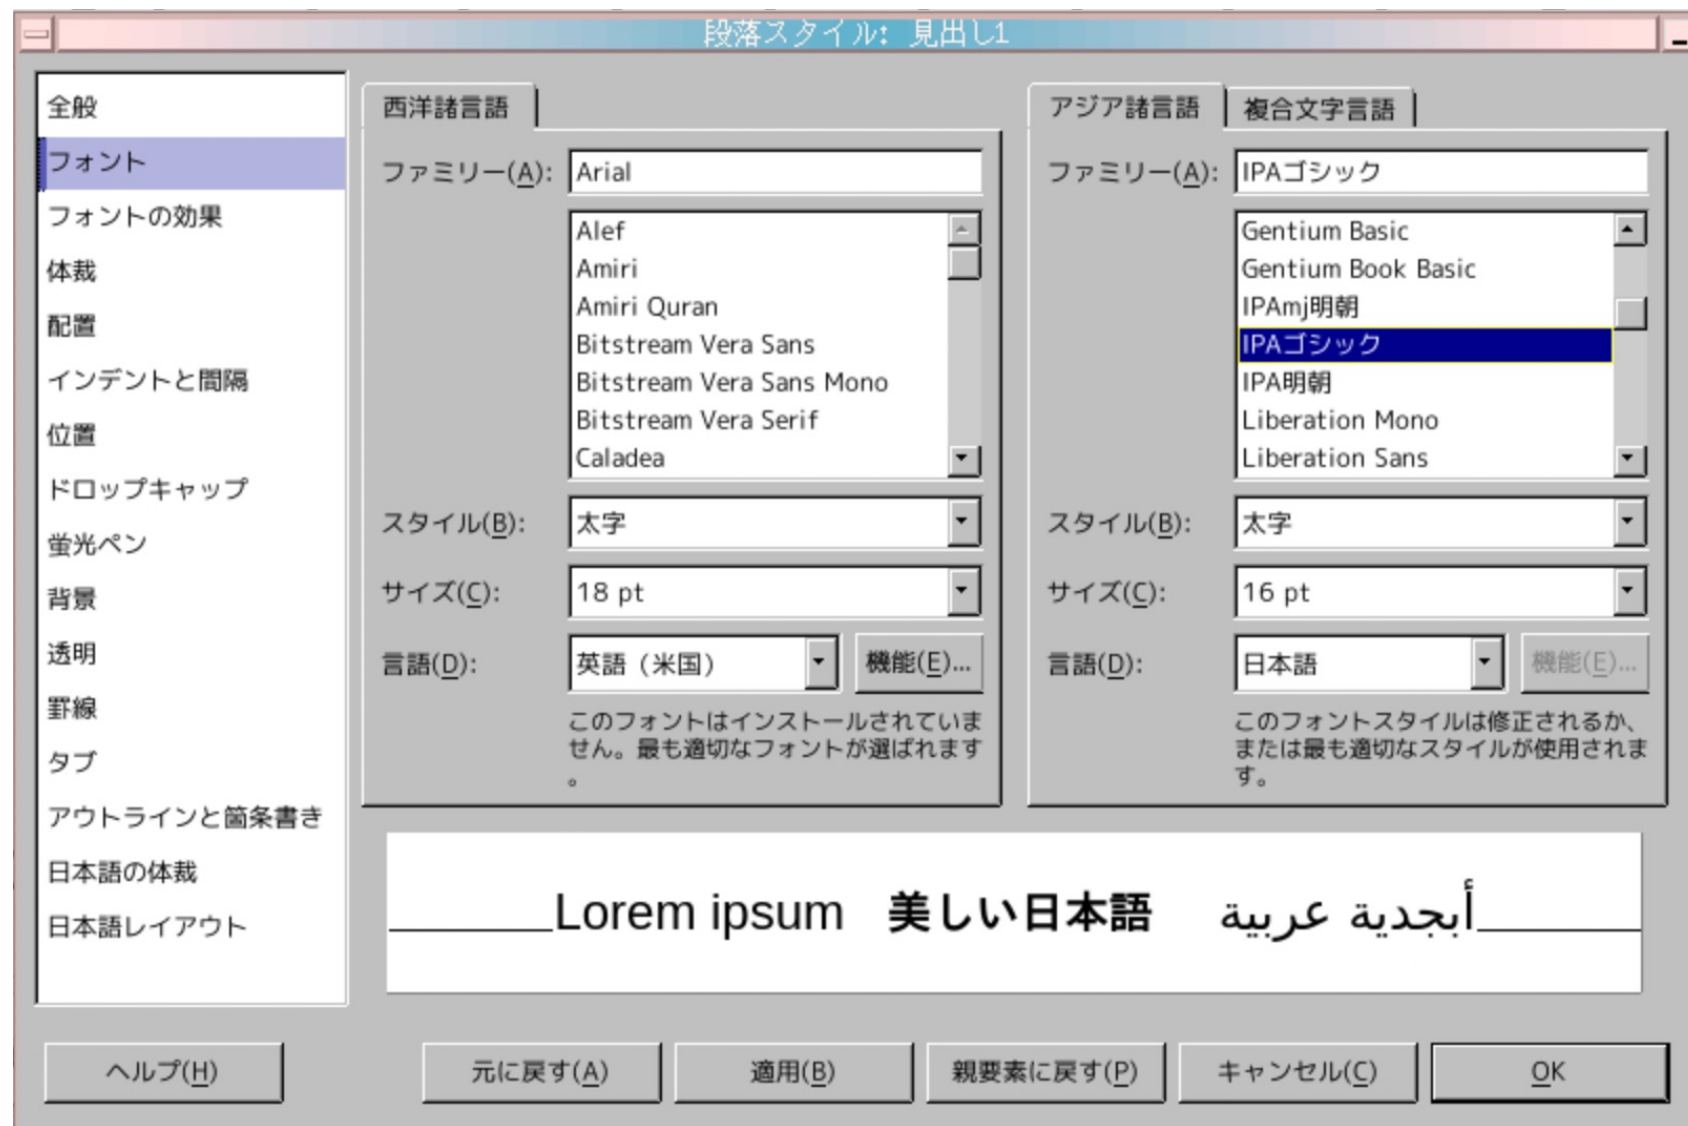 段落スタイル: 見出し1
全般
フォント
フォントの効果
体裁
配置
インデントと間隔
位置
ドロップキャップ
蛍光ペン
背景
透明
罫線
タブ
アウトラインと箇条書き
日本語の体裁
日本語レイアウト
西洋諸言語
ファミリー(A):
Arial
Alef
Amiri
Amiri Quran
Bitstream Vera Sans
Bitstream Vera Sans Mono
Bitstream Vera Serif
Caladea
スタイル(B):
太字
サイズ(C):
18 pt
言語(D):
英語（米国）
機能(E)...
このフォントはインストールされていま
せん。最も適切なフォントが選ばれます
。
アジア諸言語
複合文字言語
ファミリー(A):
IPAゴシック
Gentium Basic
Gentium Book Basic
IPAmj明朝
IPAゴシック
IPA明朝
Liberation Mono
Liberation Sans
スタイル(B):
太字
サイズ(C):
16 pt
言語(D):
日本語
機能(E)...
このフォントスタイルは修正されるか、
または最も適切なスタイルが使用されま
す。
Lorem ipsum 美しい日本語 أبجدية عربية
ヘルプ(H)
元に戻す(A)
適用(B)
親要素に戻す(P)
キャンセル(C)
OK